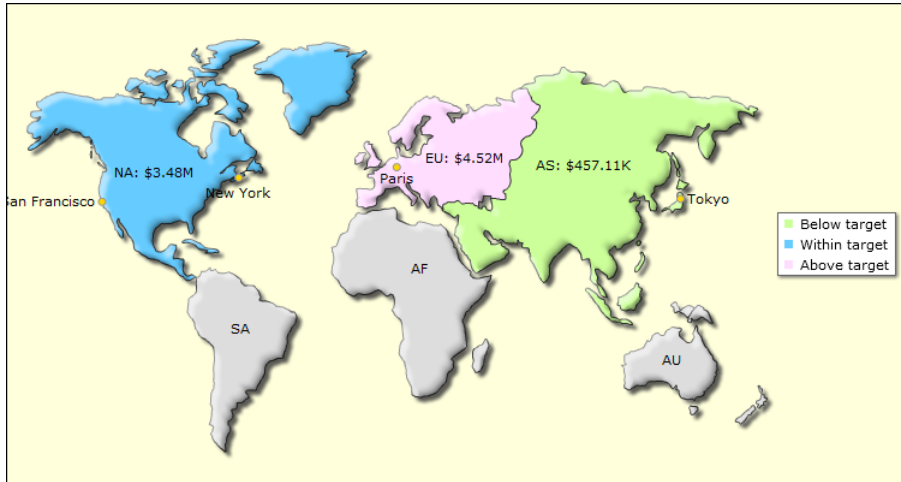 NA: $3.48M
EU: $4.52M
AS: $457.11K
New York
Paris
San Francisco
Tokyo
Below target
Within target
Above target
AF
SA
AU